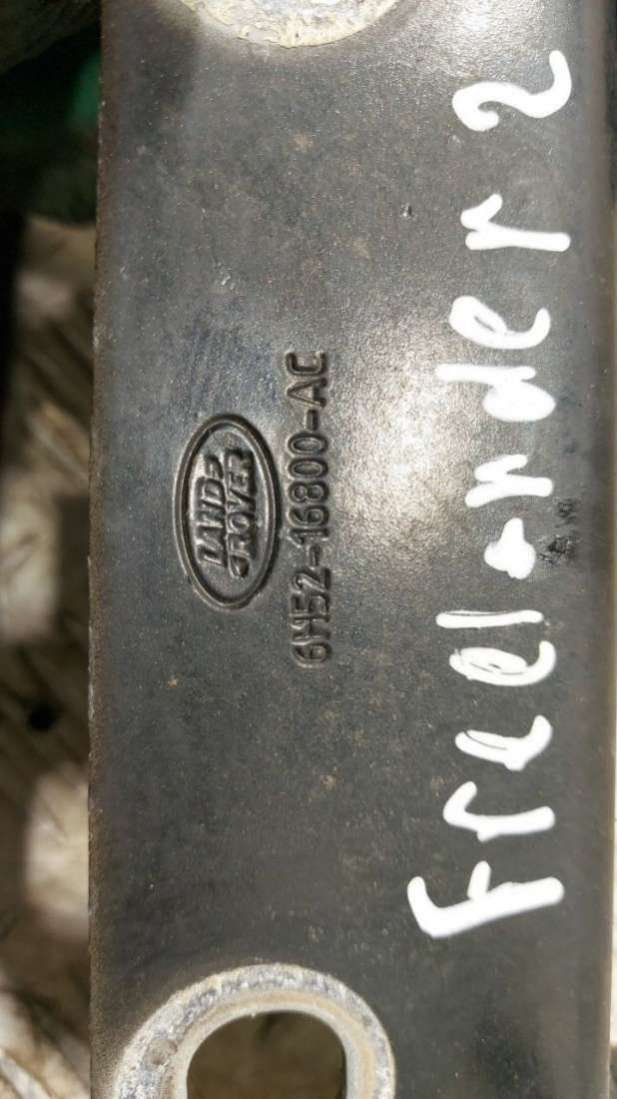 LAND
ROVER
6H52-16800-AC
Freelander 2